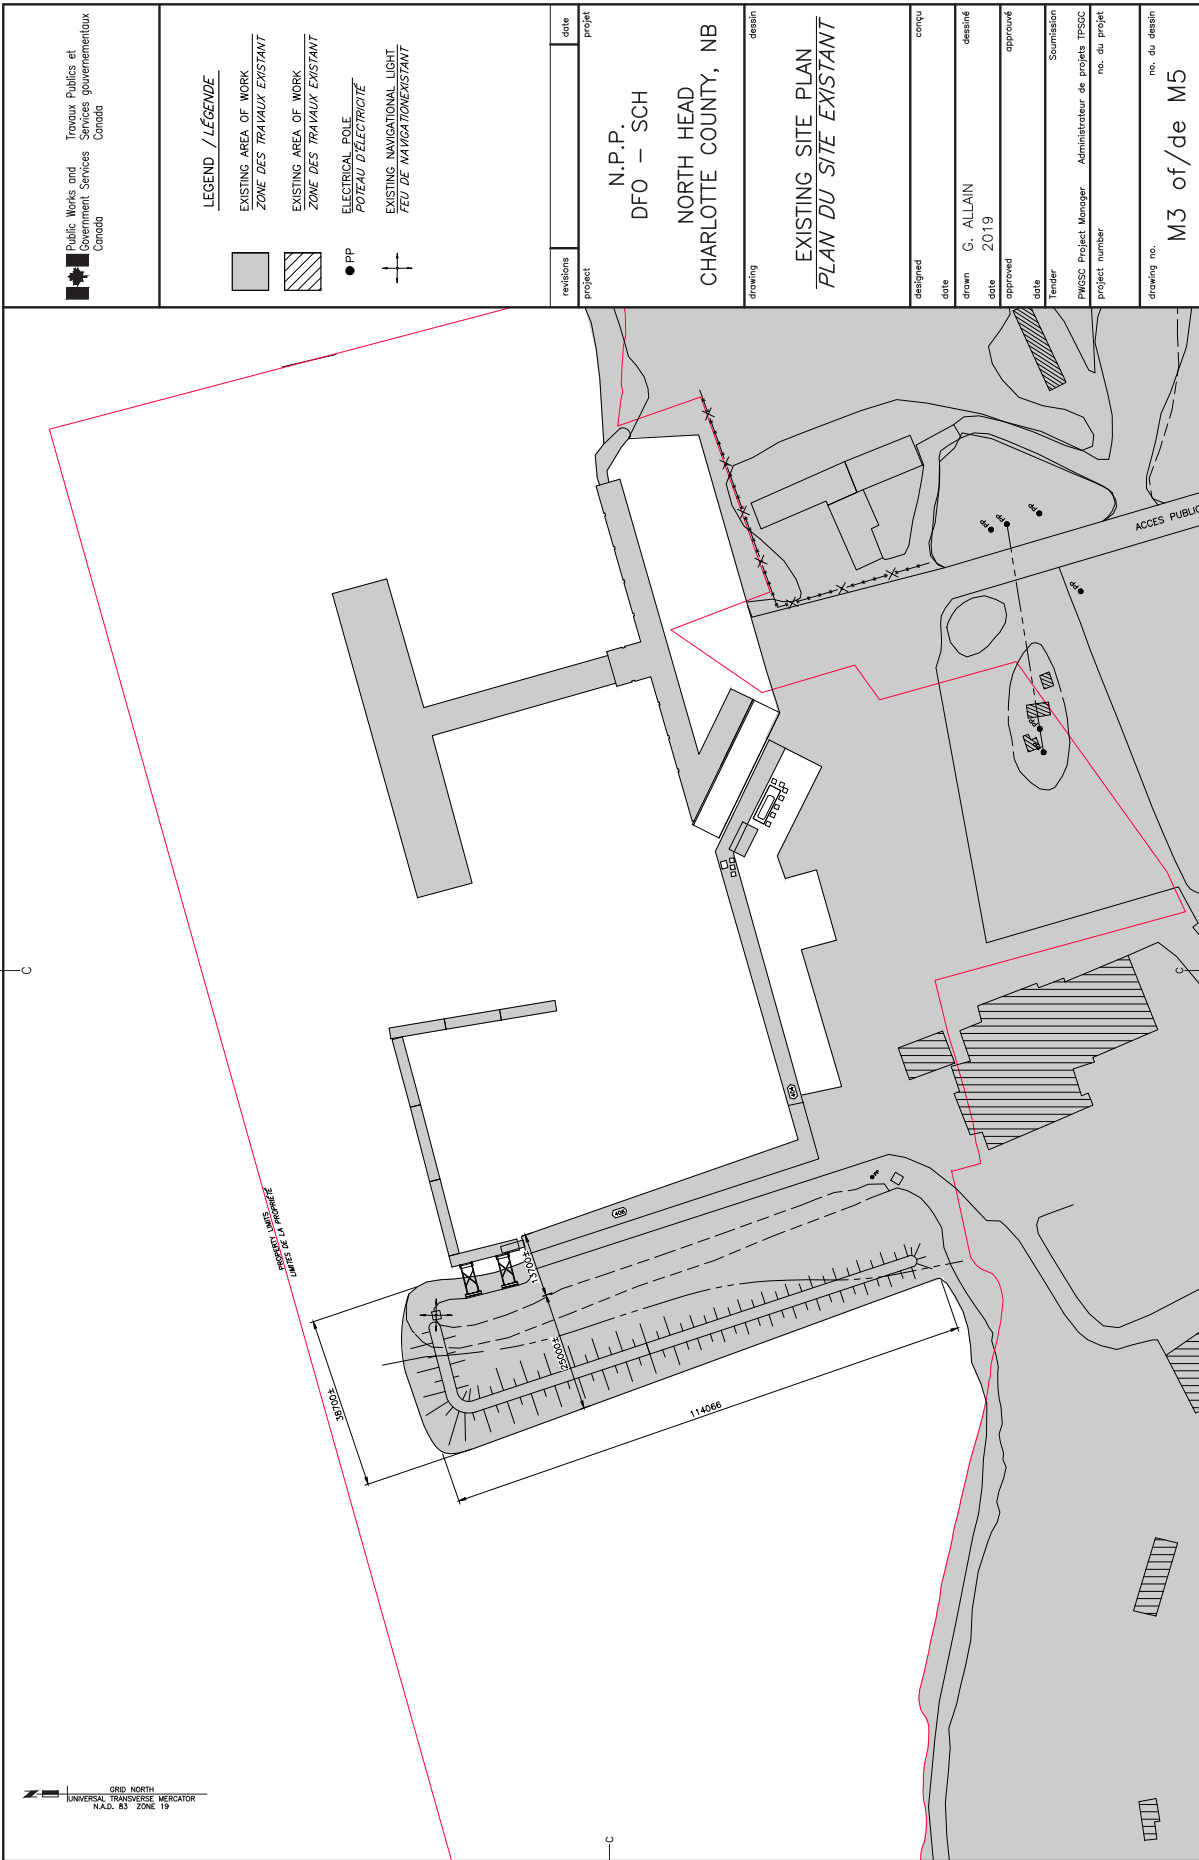 Public Works and
Government Services
Canada
Travaux Publics et
Services gouvernementaux
Canada
LEGEND / LÉGENDE
EXISTING AREA OF WORK
ZONE DES TRAVAUX EXISTANT
EXISTING AREA OF WORK
ZONE DES TRAVAUX EXISTANT
PP
ELECTRICAL POLE
POTEAU D'ÉLECTRICITÉ
EXISTING NAVIGATIONAL LIGHT
FEU DE NAVIGATIONEXISTANT
revisions
date
project
projet
N.P.P.
DFO - SCH
NORTH HEAD
CHARLOTTE COUNTY, NB
drawing
dessin
EXISTING SITE PLAN
PLAN DU SITE EXISTANT
designed
conçu
date
drawn
G. ALLAIN
dessiné
date
2019
approved
approuvé
date
Tender
Soumission
PWGSC Project Manager
Administrateur de projets TPSGC
project number
no. du projet
drawing no.
no. du dessin
M3 of/de M5
PROPERTY LIMITS
LIMITES DE LA PROPRIÉTÉ
ACCES PUBLIC
PP
PP
PP
PP
PP
PP
PP
404
406
13700±
25000±
38700±
114066
C
C
C
N
GRID NORTH
UNIVERSAL TRANSVERSE MERCATOR
N.A.D. 83 ZONE 19